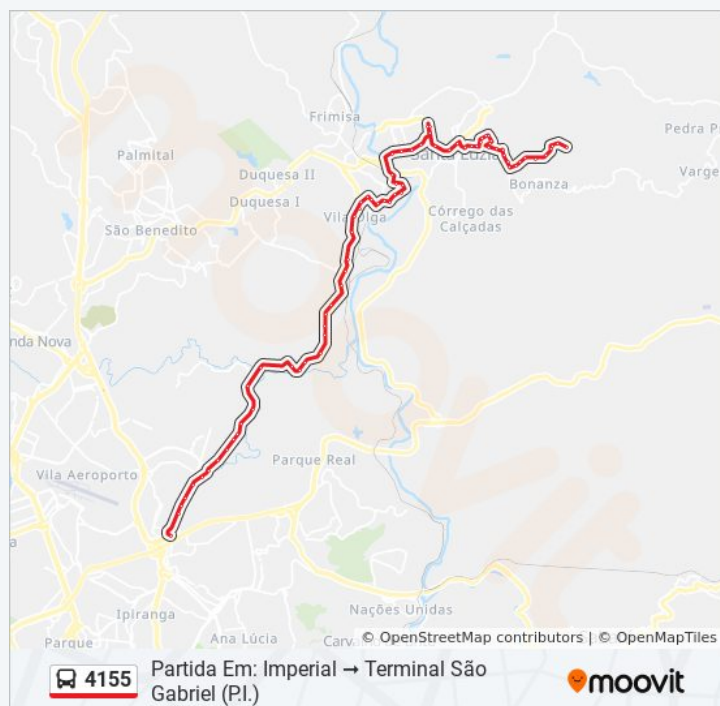 Frimisa
Pedra P
Palmital
Santa Luzia
Duquesa II
Bonanza
Varge
Duquesa I
Vila Olga
Córrego das
Calçadas
São Benedito
nda Nova
Parque Real
Vila Aeroporto
Ipiranga
Nações Unidas
Parque
Ana Lúcia
© OpenStreetMap contributors | © OpenMapTiles
4155
Partida Em: Imperial → Terminal São
Gabriel (P.I.)
moovit